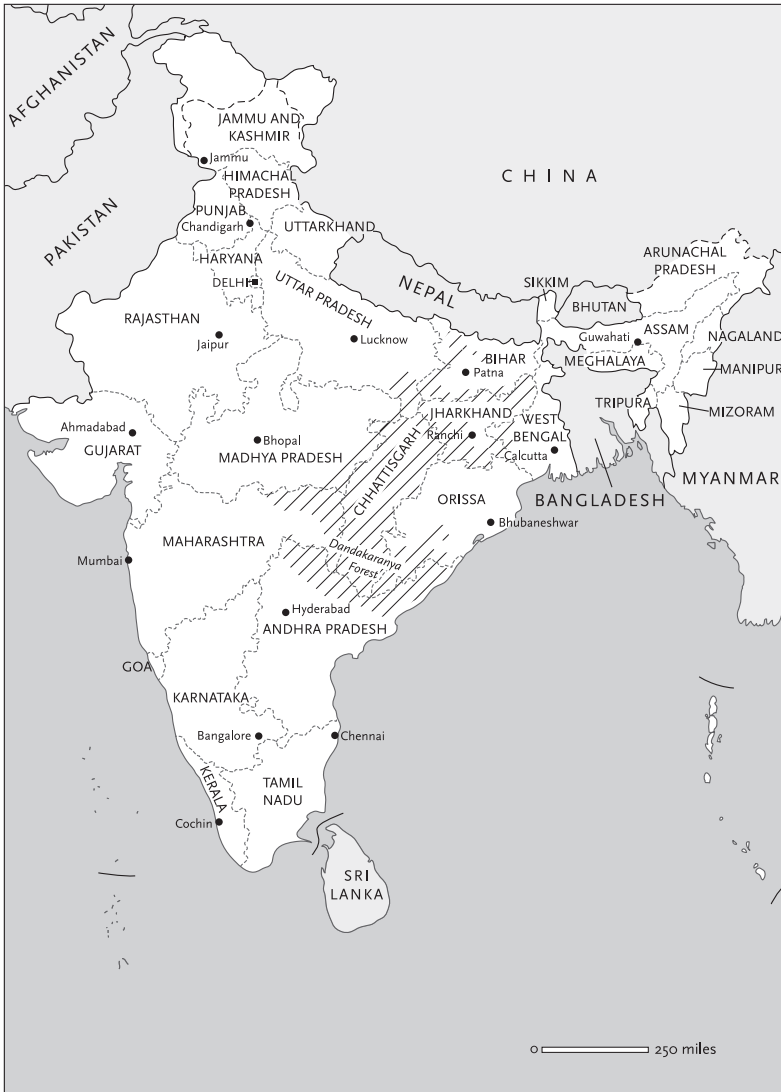 AFGHANISTAN
JAMMU AND
KASHMIR
Jammu
HIMACHAL
PRADESH
CHINA
PAKISTAN
PUNJAB
Chandigarh
UTTARKHAND
HARYANA
DELHI
NEPAL
SIKKIM
BHUTAN
ARUNACHAL
PRADESH
RAJASTHAN
Jaipur
UTTAR PRADESH
Lucknow
BIHAR
Patna
Guwahati
ASSAM
NAGALAND
MEGHALAYA
MANIPUR
TRIPURA
MIZORAM
Ahmadabad
GUJARAT
Bhopal
MADHYA PRADESH
CHHATTISGARH
JHARKHAND
Ranchi
WEST
BENGAL
Calcutta
MYANMAR
BANGLADESH
ORISSA
Bhubaneshwar
MAHARASHTRA
Mumbai
Dandakaranya
Forest
Hyderabad
ANDHRA PRADESH
GOA
KARNATAKA
Bangalore
Chennai
KERALA
TAMIL
NADU
Cochin
SRI
LANKA
0
250 miles